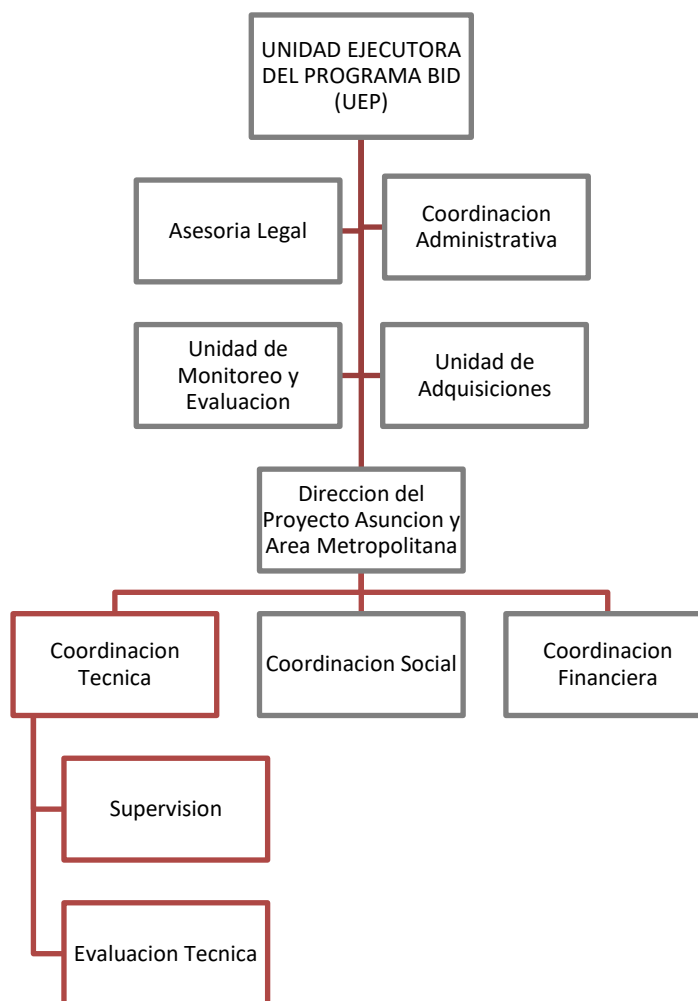 UNIDAD EJECUTORA
DEL PROGRAMA BID
(UEP)
Asesoria Legal
Coordinacion
Administrativa
Unidad de
Monitoreo y
Evaluacion
Unidad de
Adquisiciones
Direccion del
Proyecto Asuncion y
Area Metropolitana
Coordinacion
Tecnica
Coordinacion Social
Coordinacion
Financiera
Supervision
Evaluacion Tecnica